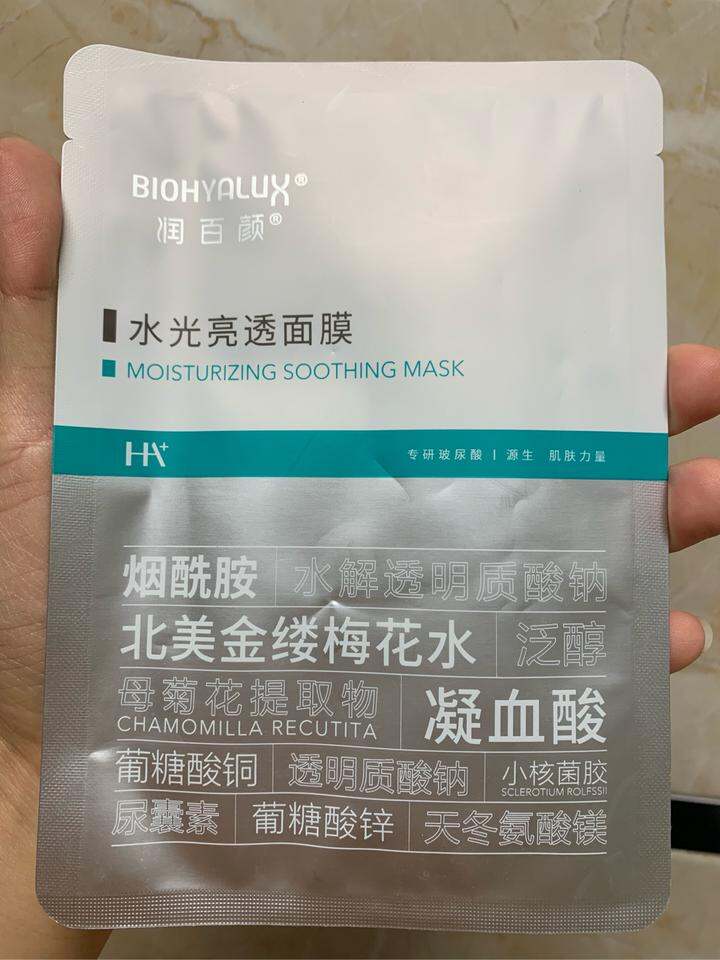 BIOHYALUX®
润百颜®
水光亮透面膜
MOISTURIZING SOOTHING MASK
HA+ 专研玻尿酸 | 源生 肌肤力量
烟酰胺 水解透明质酸钠
北美金缕梅花水 泛醇
母菊花提取物 凝血酸
CHAMOMILLA RECUTITA
葡糖酸铜 透明质酸钠 小核菌胶
SCLEROTIUM ROLFSSII
尿囊素 葡糖酸锌 天冬氨酸镁